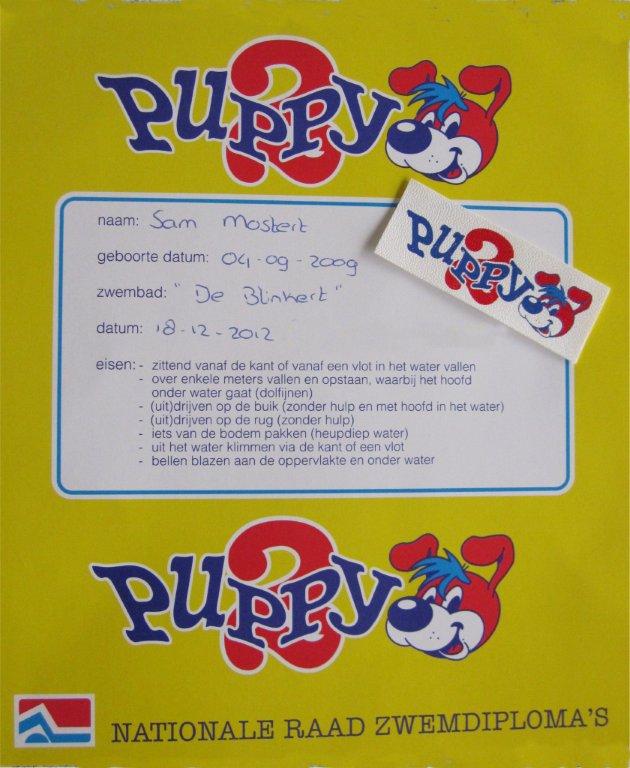 Puppy 2
naam: Sam Mostert
Puppy 2
geboorte datum: 04-09-2009
zwembad: "De Blinkert"
datum: 18-12-2012
eisen: - zittend vanaf de kant of vanaf een vlot in het water vallen
- over enkele meters vallen en opstaan, waarbij het hoofd
onder water gaat (dolfijnen)
- (uit)drijven op de buik (zonder hulp en met hoofd in het water)
- (uit)drijven op de rug (zonder hulp)
- iets van de bodem pakken (heupdiep water)
- uit het water klimmen via de kant of een vlot
- bellen blazen aan de oppervlakte en onder water
Puppy 2
NATIONALE RAAD ZWEMDIPLOMA'S